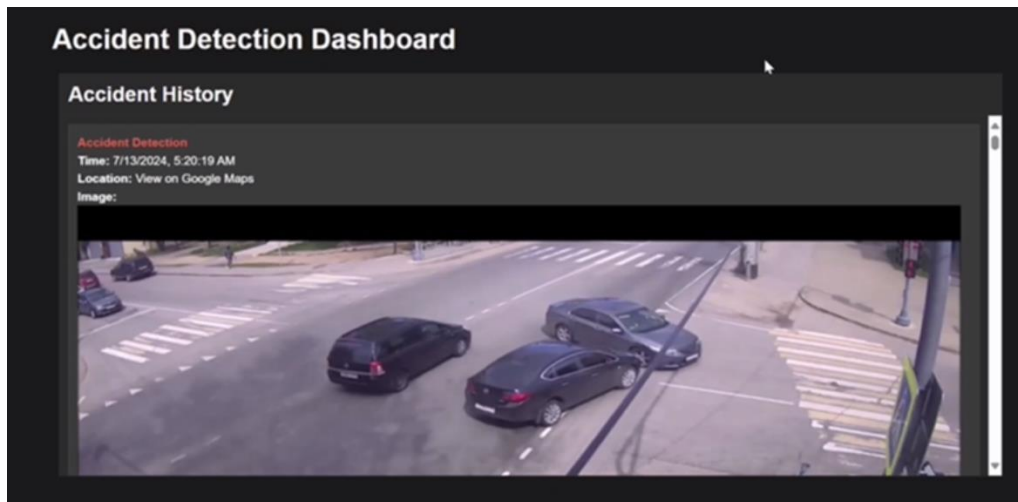 Accident Detection Dashboard
Accident History
Accident Detection
Time: 7/13/2024, 5:20:19 AM
Location: View on Google Maps
Image: